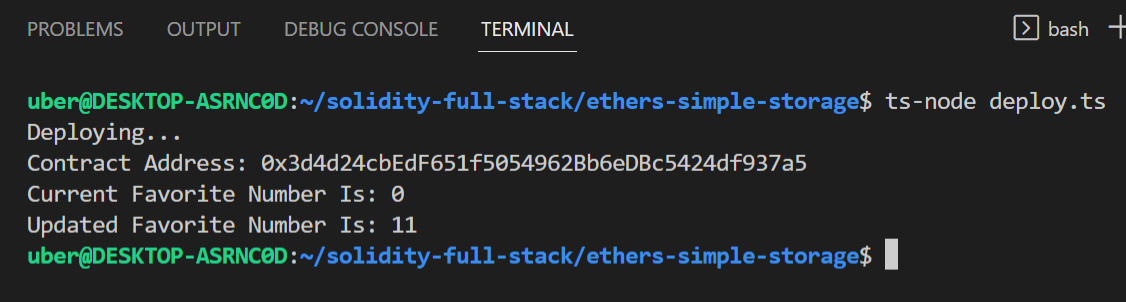 PROBLEMS OUTPUT DEBUG CONSOLE TERMINAL bash
uber@DESKTOP-ASRNC0D:~/solidity-full-stack/ethers-simple-storage$ ts-node deploy.ts
Deploying...
Contract Address: 0x3d4d24cbEdF651f5054962Bb6eDBc5424df937a5
Current Favorite Number Is: 0
Updated Favorite Number Is: 11
uber@DESKTOP-ASRNC0D:~/solidity-full-stack/ethers-simple-storage$